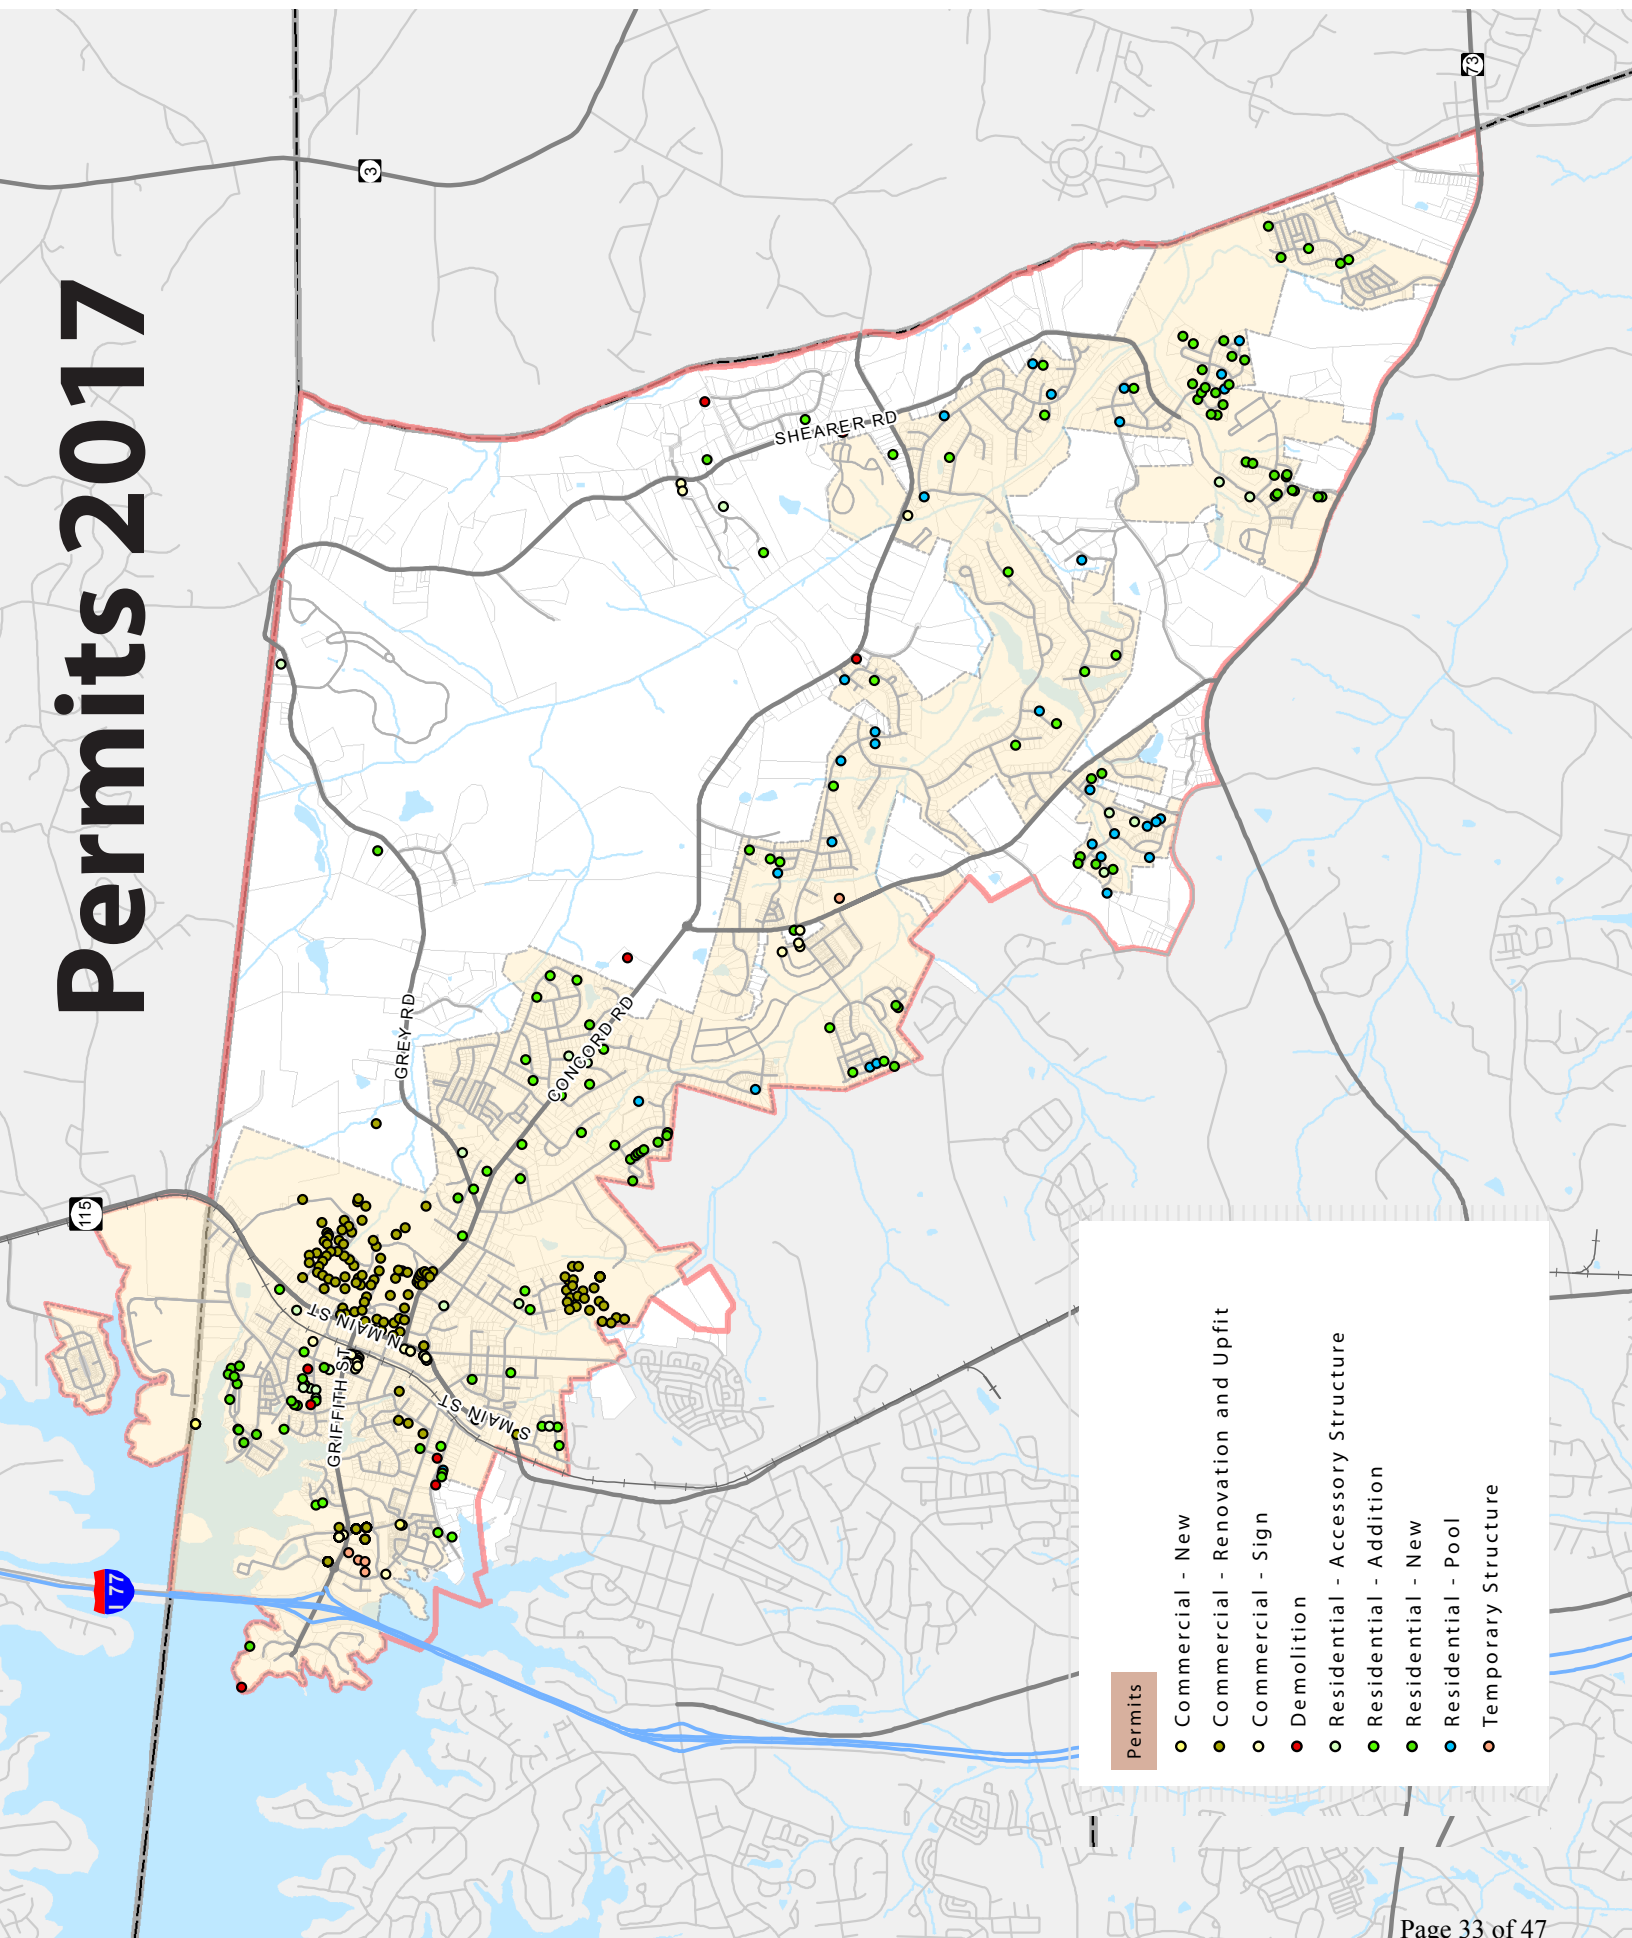 Permits 2017
73
3
115
I 77
SHEARER RD
GREY RD
CONCORD RD
N MAIN ST
GRIFFITH ST
S MAIN ST
Permits
Commercial - New
Commercial - Renovation and Upfit
Commercial - Sign
Demolition
Residential - Accessory Structure
Residential - Addition
Residential - New
Residential - Pool
Temporary Structure
Page 33 of 47